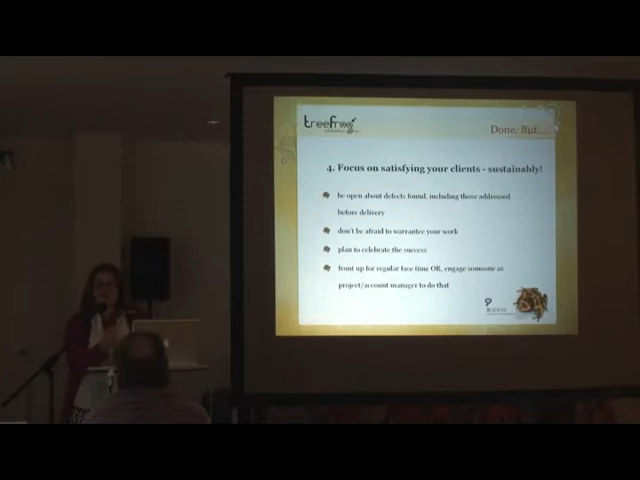 treefrog
Done. But....
4. Focus on satisfying your clients - sustainably!
be open about defects found, including those addressed
before delivery
don't be afraid to warrantee your work
plan to celebrate the success
front up for regular face time OR, engage someone as
project/account manager to do that